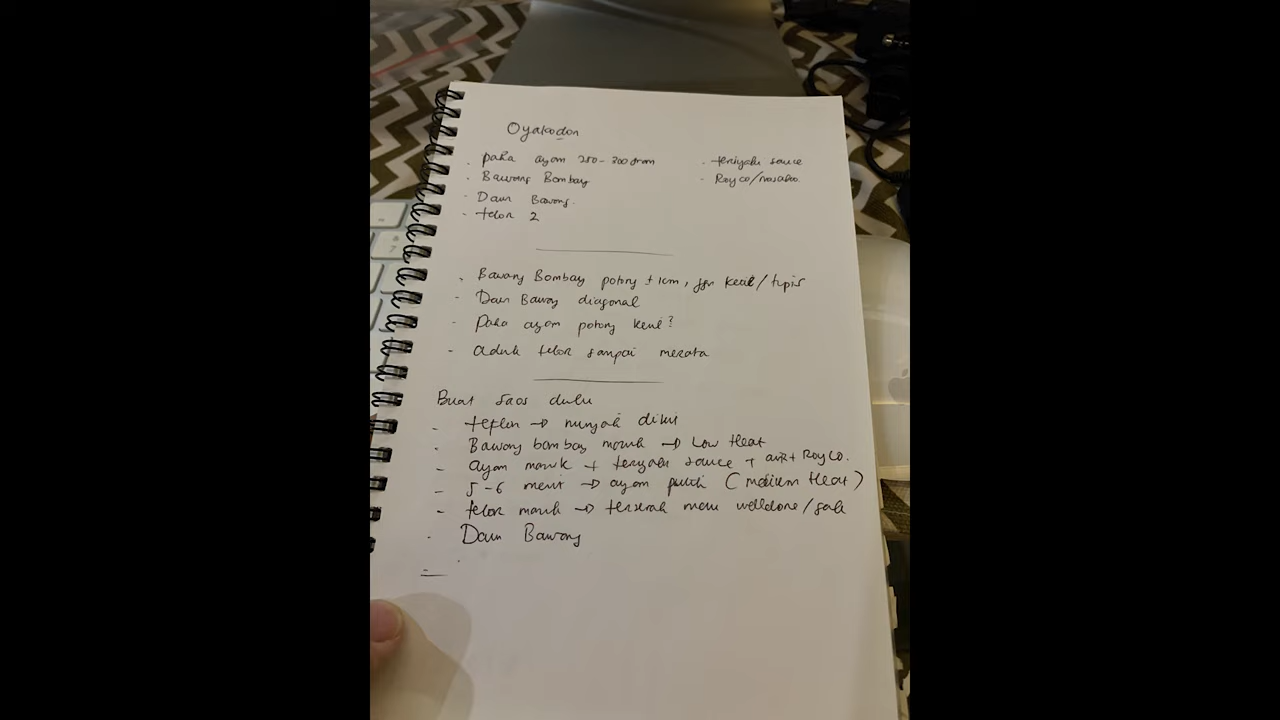 Oyakodon
. Paha ayam 250-300 gram
. Bawang Bombay
- Daun Bawang.
- telor 2
. teriyaki sauce
- Royco/masako
. Bawang Bombay potong ± 1cm, jgn kecil/tipis
- Daun Bawang diagonal
- Paha ayam potong kecil?
- aduk telor sampai merata
Buat saos dulu
- teflon → minyak dikit
. Bawang bombay masuk → Low Heat
- ayam masuk + teriyaki sauce + air + Royco.
- 5-6 menit → ayam putih (medium Heat)
- telor masuk → terserah mau welldone/
. Daun Bawang